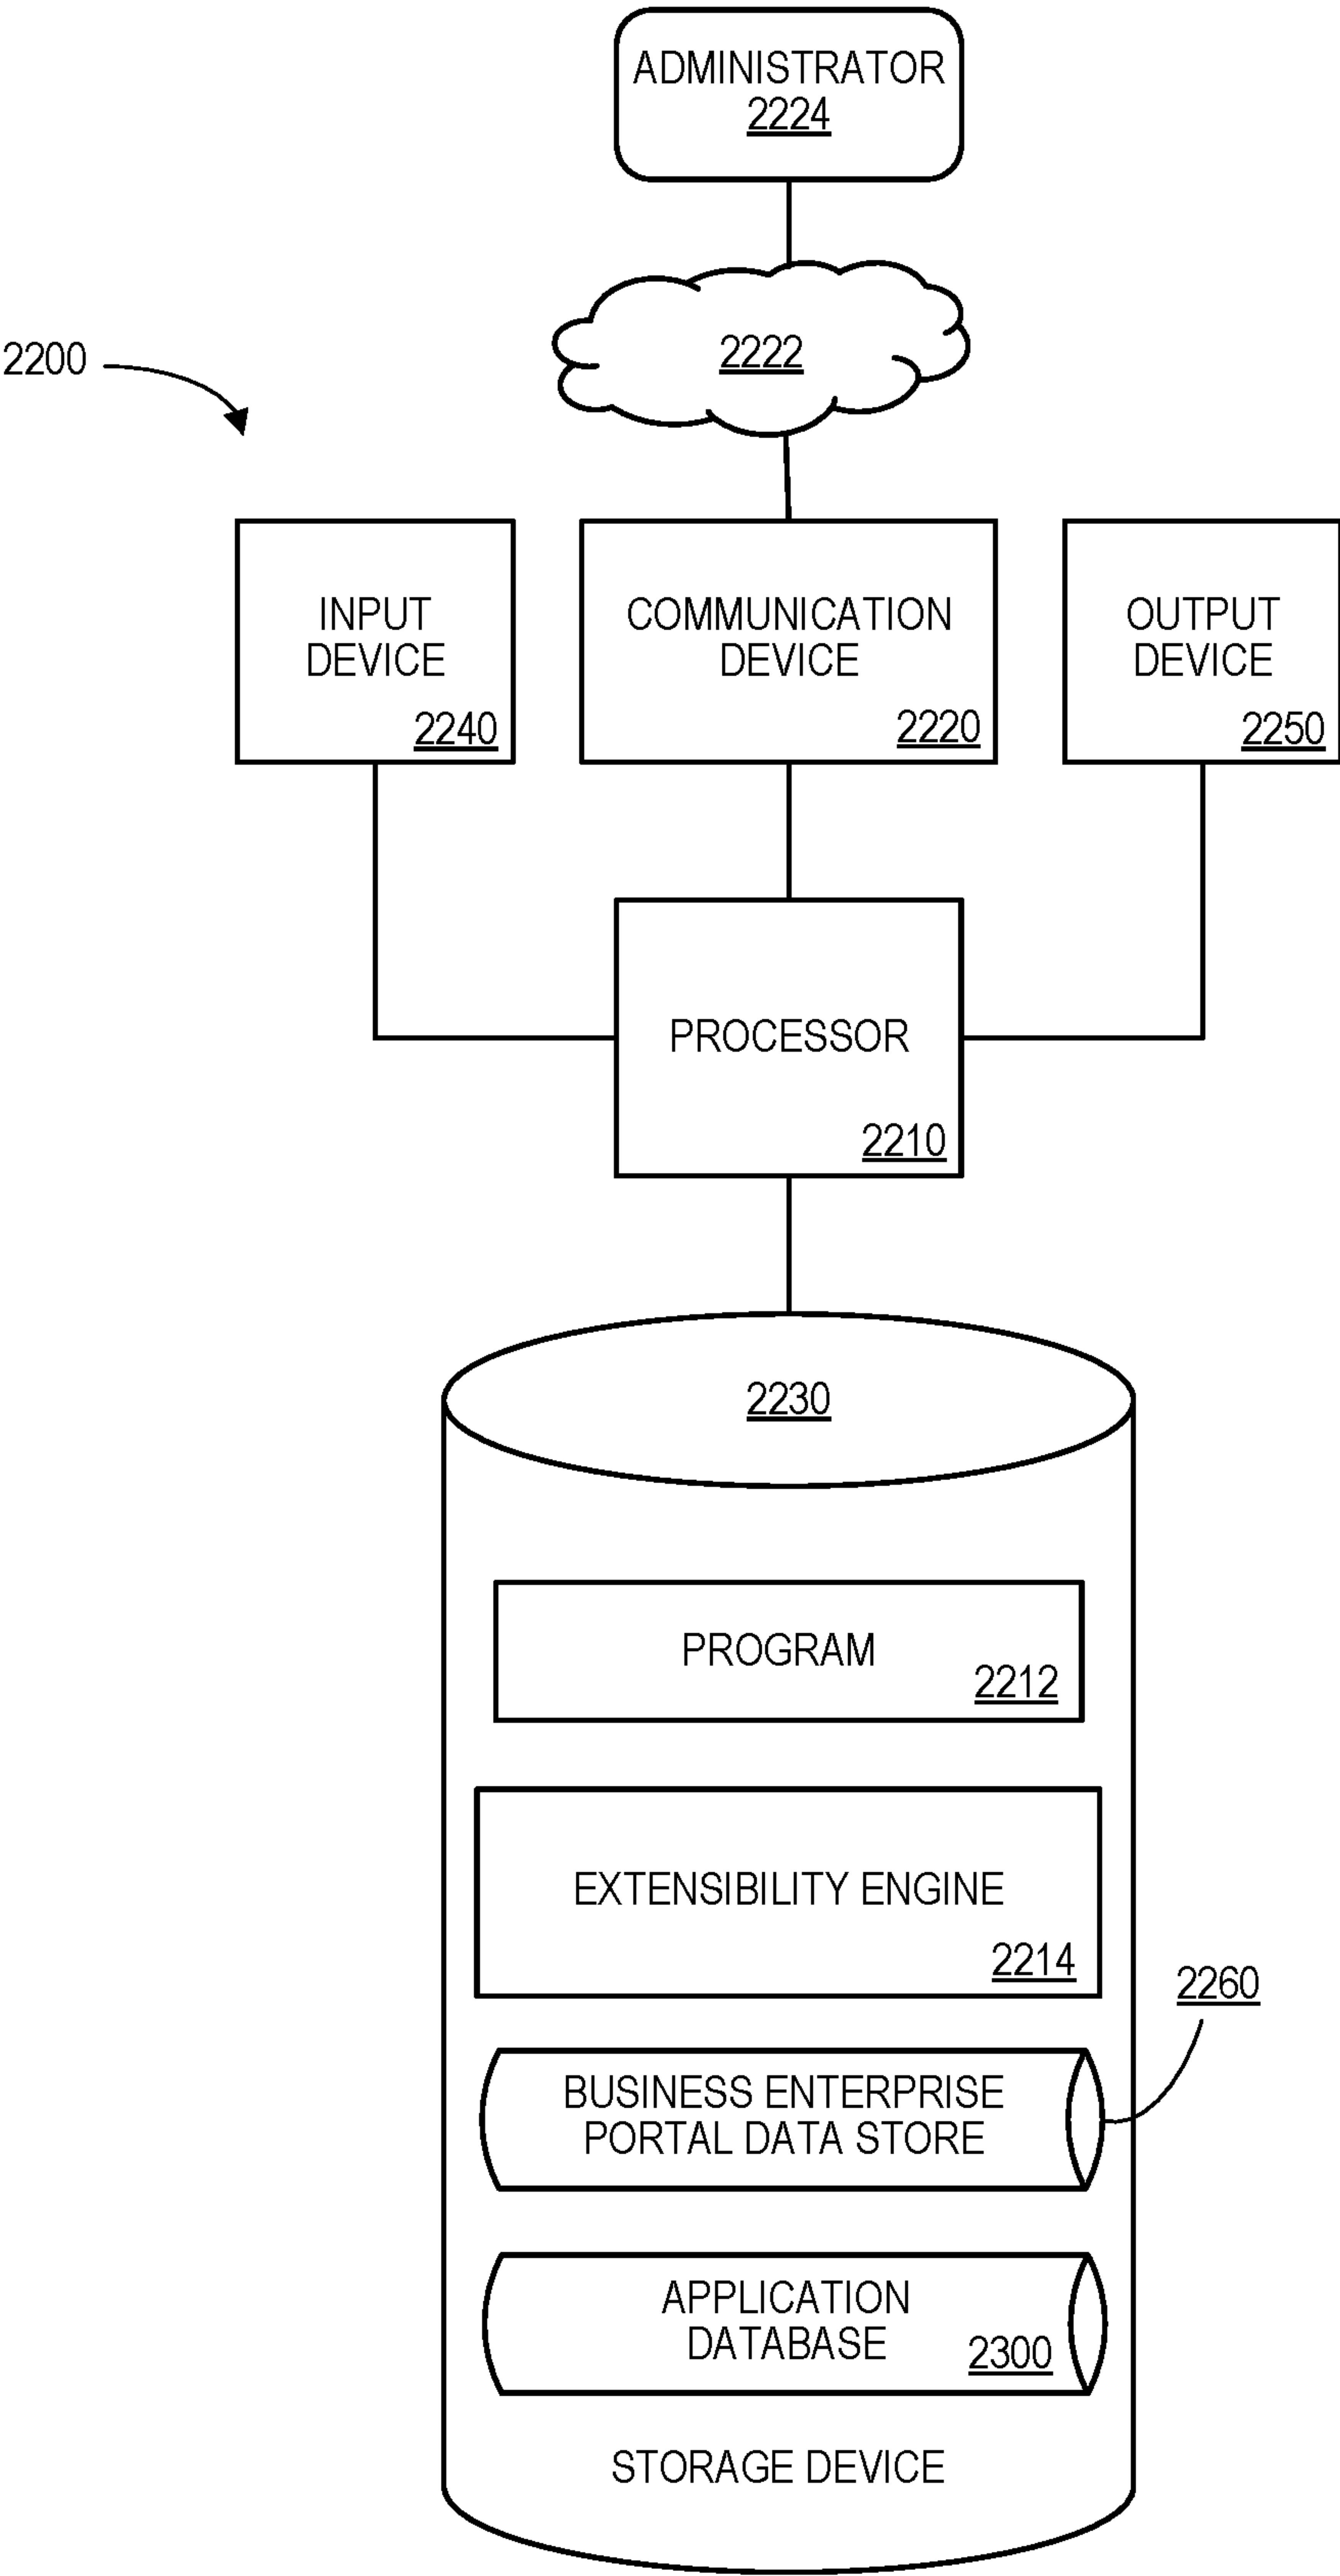 ADMINISTRATOR
2224
2222
2200
INPUT
DEVICE
2240
COMMUNICATION
DEVICE
2220
OUTPUT
DEVICE
2250
PROCESSOR
2210
2230
PROGRAM
2212
EXTENSIBILITY ENGINE
2214
2260
BUSINESS ENTERPRISE
PORTAL DATA STORE
APPLICATION
DATABASE
2300
STORAGE DEVICE